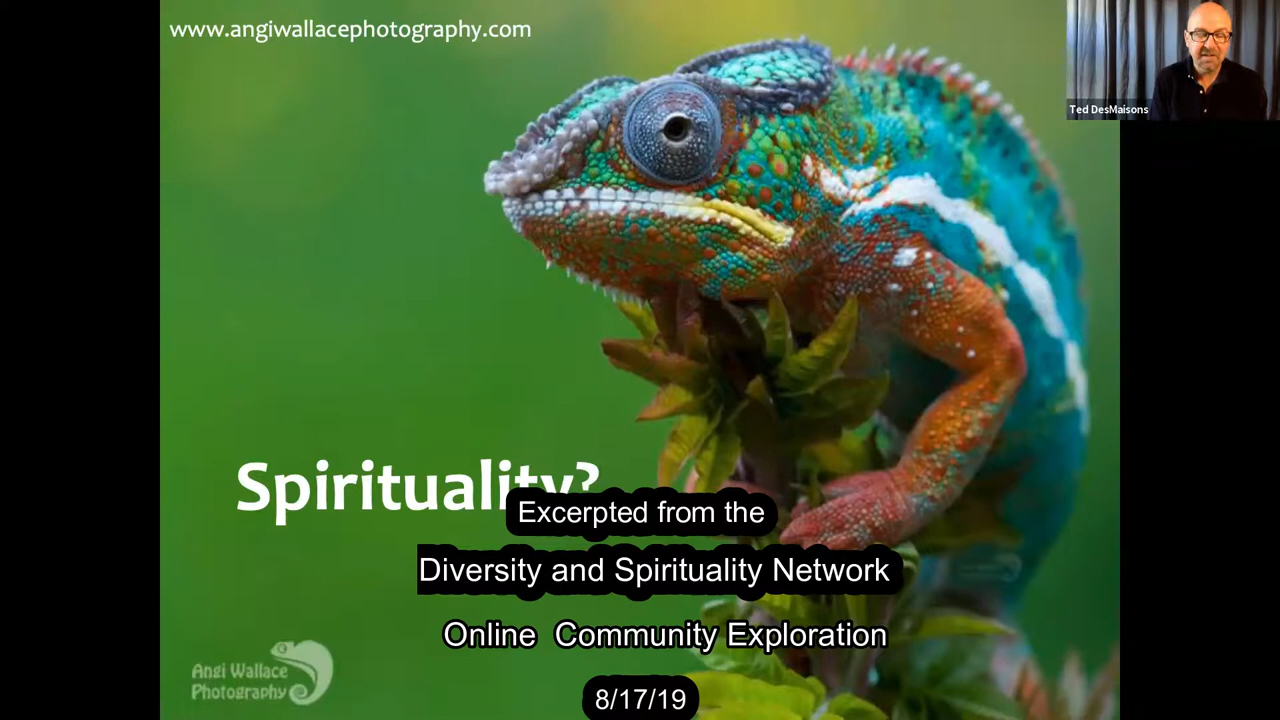 www.angiwallacephotography.com
Ted DesMaisons
Spirituality?
Excerpted from the
Diversity and Spirituality Network
Online Community Exploration
8/17/19
Angi Wallace
Photography